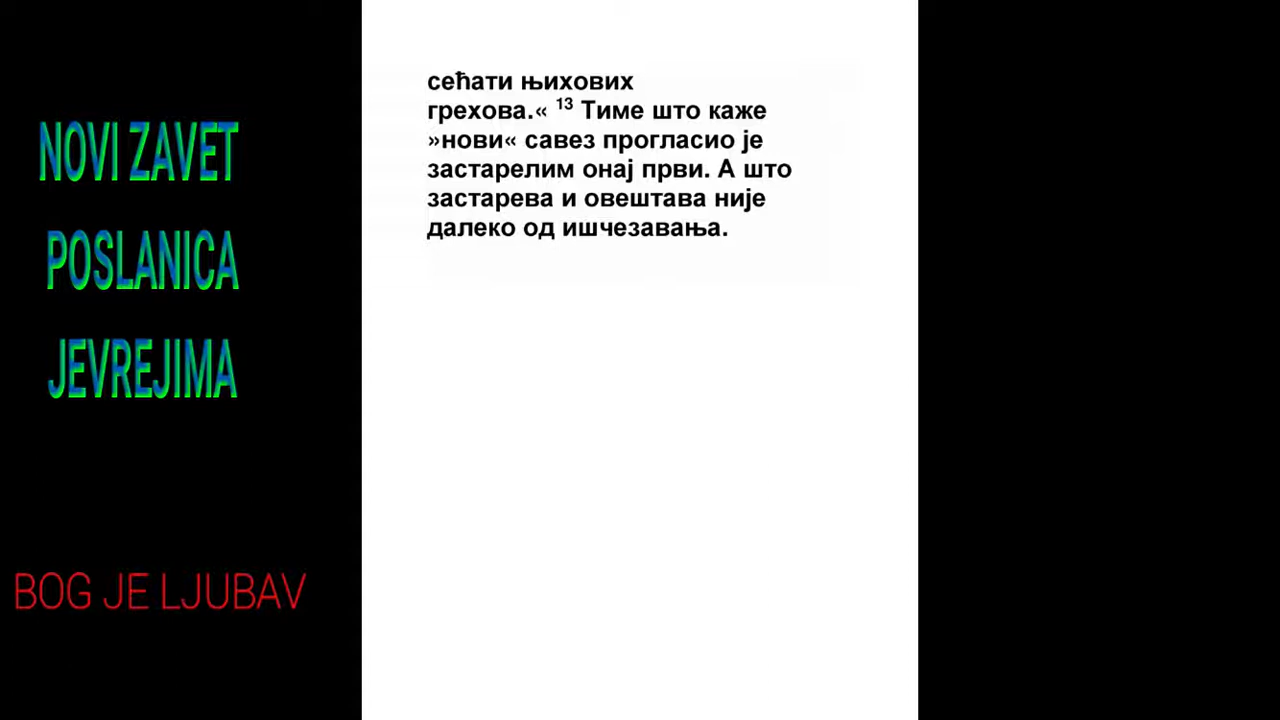 NOVI ZAVET
POSLANICA
JEVREJIMA
BOG JE LJUBAV
сећати њихових
грехова.« 13 Тиме што каже
»нови« савез прогласио је
застарелим онај први. А што
застарева и овештава није
далеко од ишчезавања.